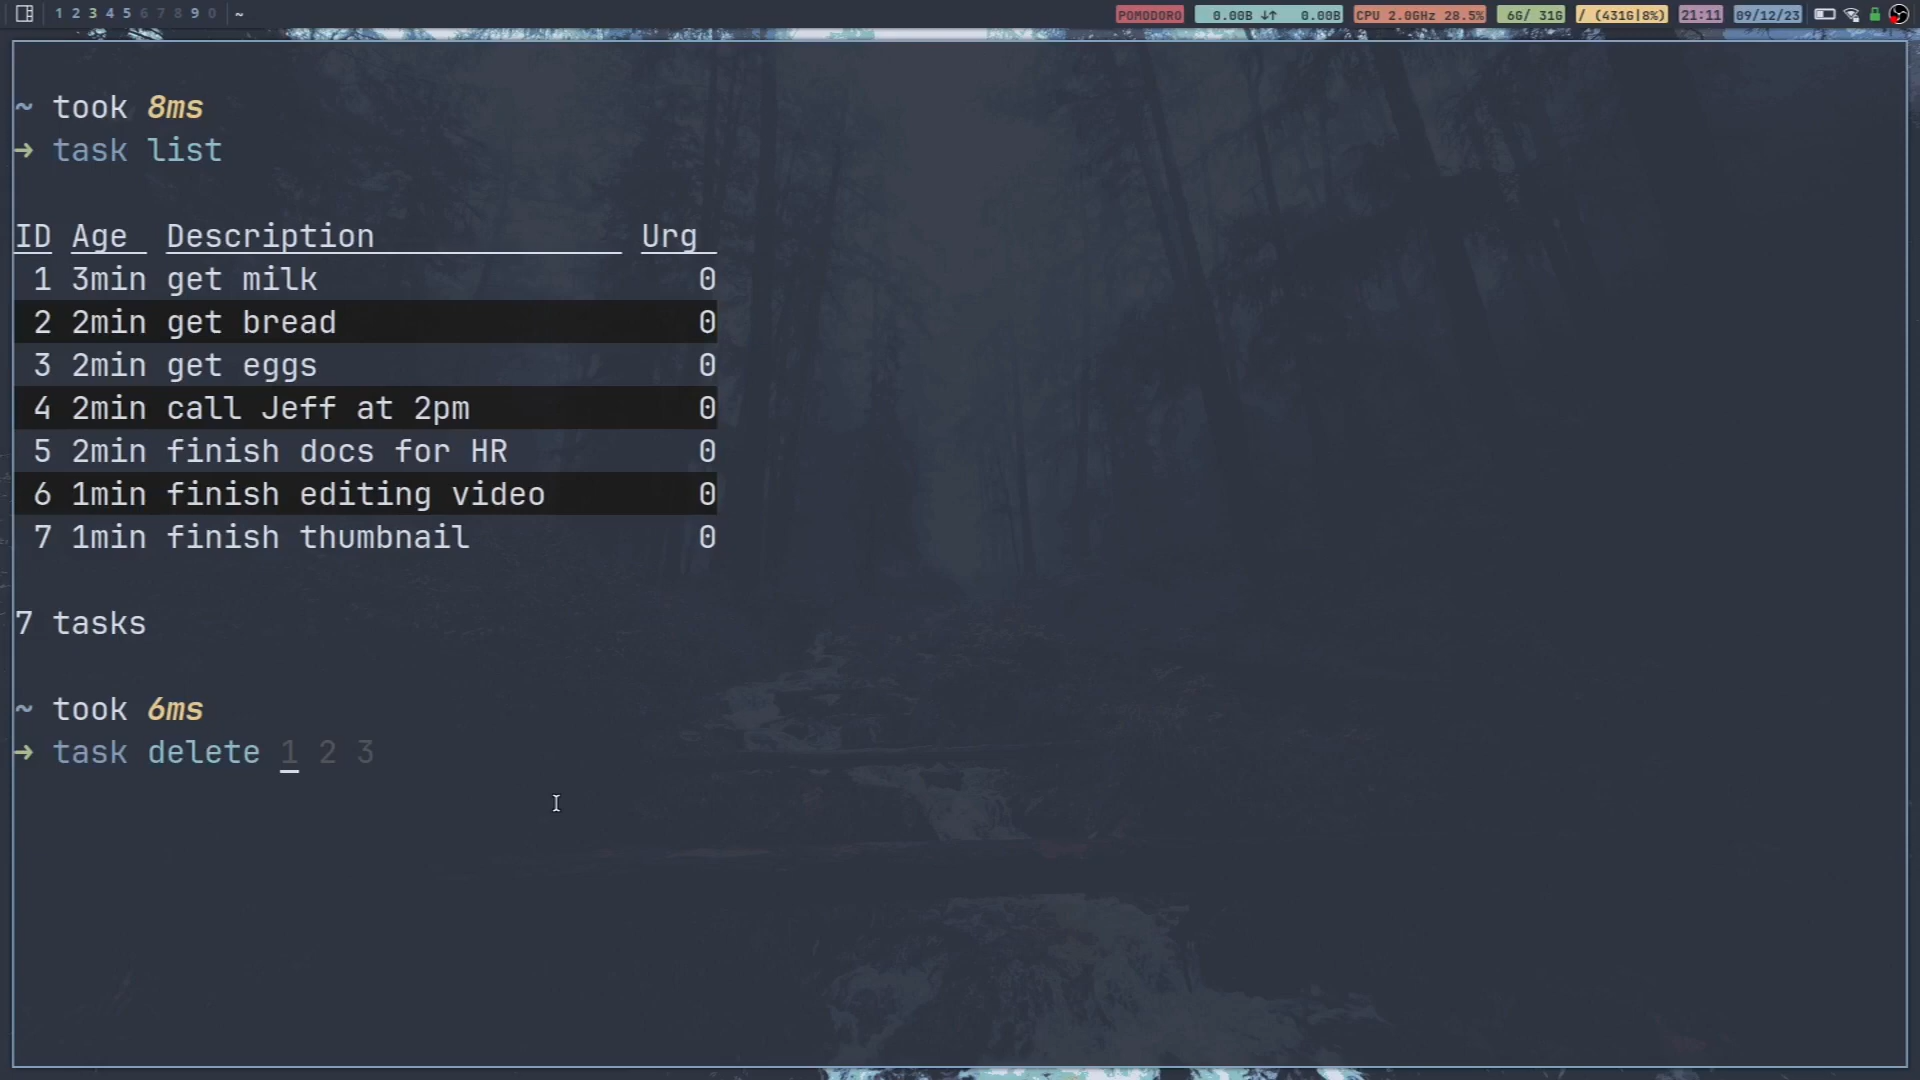 1 2 3 4 5 6 7 8 9 0 ~ POMODORO 0.00B ↓↑ 0.00B CPU 2.0GHz 28.5% 6G/ 31G / (431G|8%) 21:11 09/12/23
~ took 8ms
→ task list
ID Age Description Urg
1 3min get milk 0
2 2min get bread 0
3 2min get eggs 0
4 2min call Jeff at 2pm 0
5 2min finish docs for HR 0
6 1min finish editing video 0
7 1min finish thumbnail 0
7 tasks
~ took 6ms
→ task delete 1 2 3